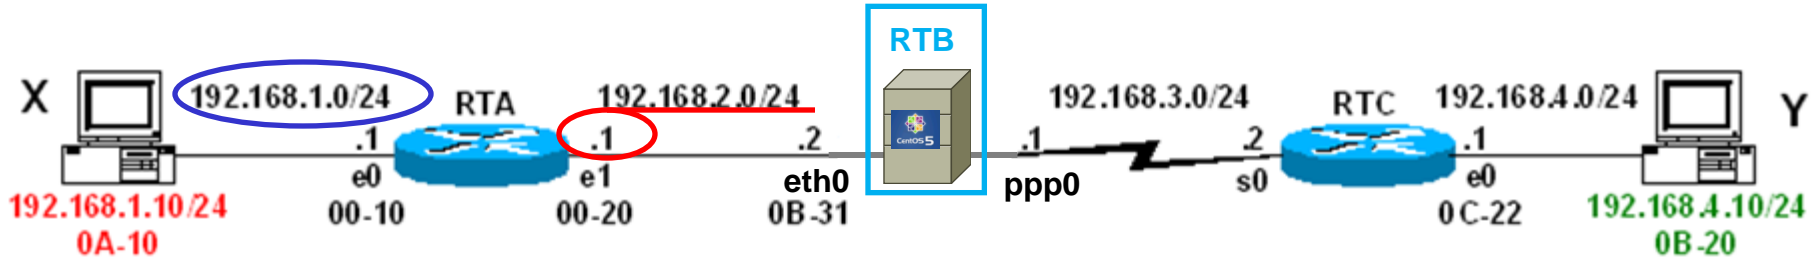 RTB
X
192.168.1.0/24
RTA
192.168.2.0/24
192.168.3.0/24
RTC
192.168.4.0/24
Y
.1
.1
.2
CentOS 5
.1
.2
.1
e0
e1
eth0
ppp0
s0
e0
192.168.1.10/24
00-10
00-20
0B-31
0C-22
192.168.4.10/24
0A-10
0B-20